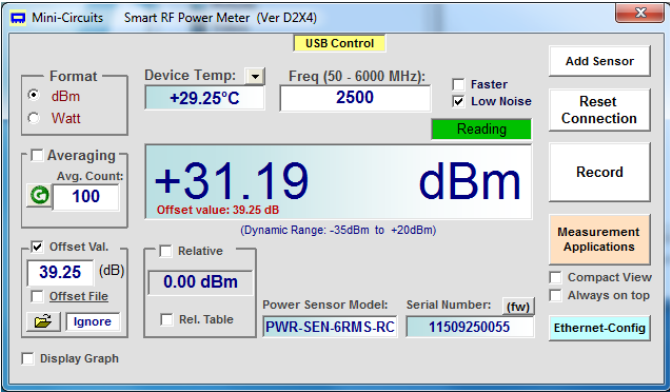 Mini-Circuits Smart RF Power Meter (Ver D2X4)
USB Control
Format
dBm
Watt
Device Temp:
+29.25°C
Freq (50 - 6000 MHz):
2500
Faster
Low Noise
Reading
Add Sensor
Reset
Connection
Record
Averaging
Avg. Count:
100
+31.19 dBm
Offset value: 39.25 dB
(Dynamic Range: -35dBm to +20dBm)
Measurement
Applications
Offset Val.
39.25 (dB)
Offset File
Ignore
Relative
0.00 dBm
Rel. Table
Power Sensor Model:
PWR-SEN-6RMS-RC
Serial Number: (fw)
11509250055
Compact View
Always on top
Ethernet-Config
Display Graph